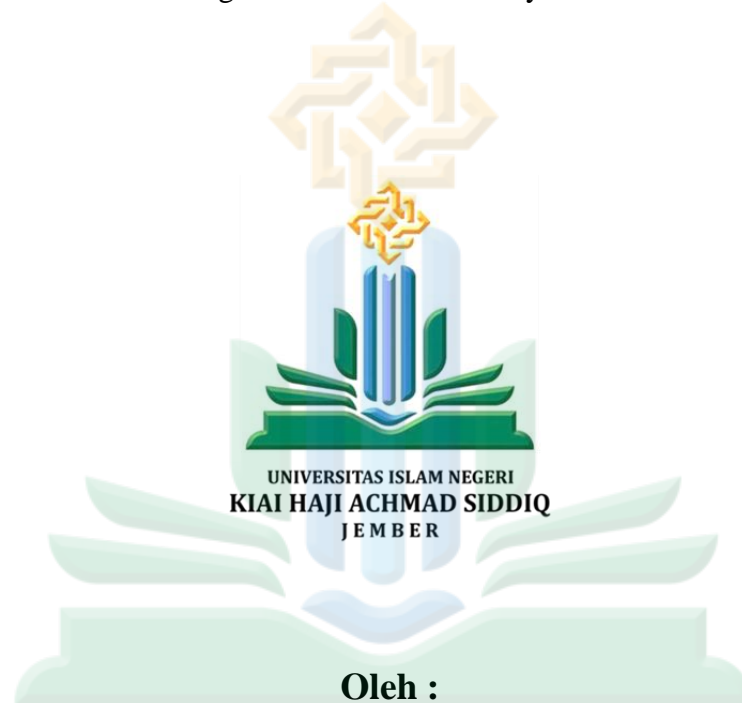 UNIVERSITAS ISLAM NEGERI
KIAI HAJI ACHMAD SIDDIQ
JEMBER
Oleh :